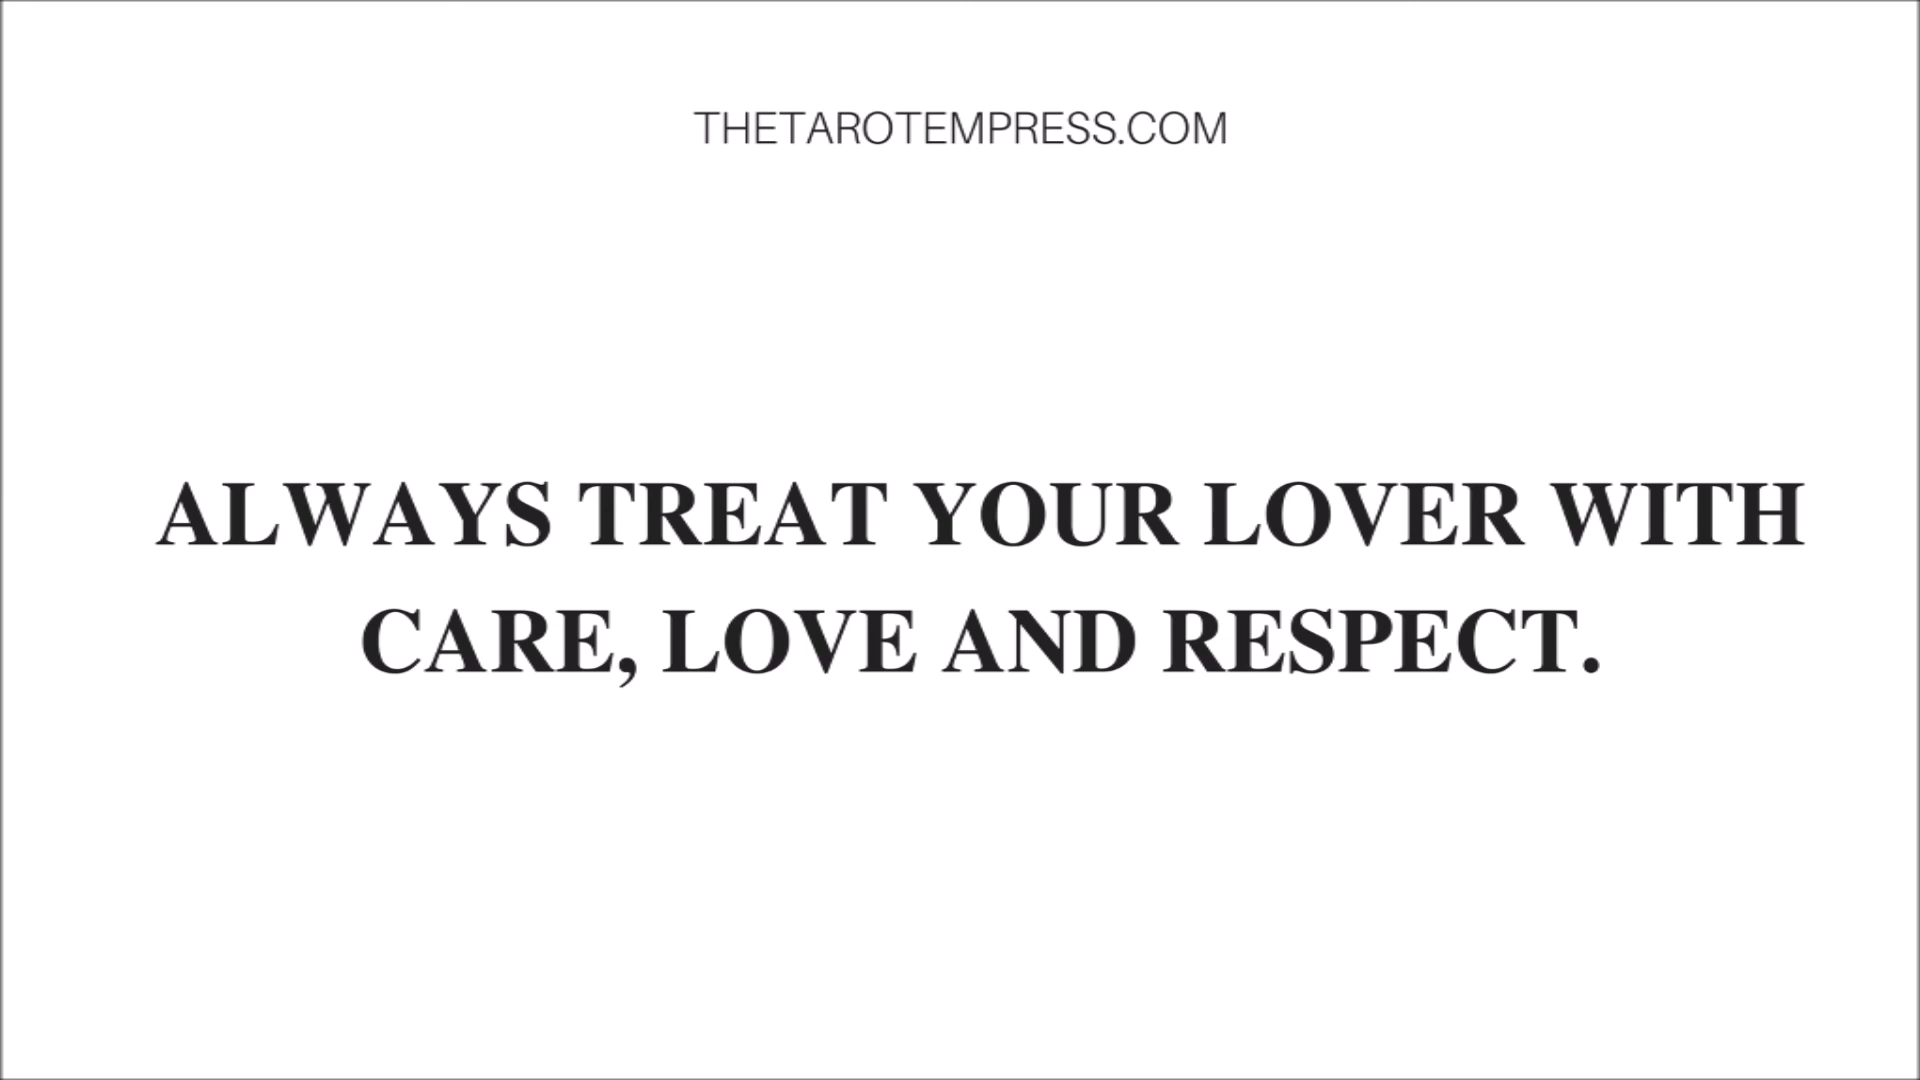 THETAROTEMPRESS.COM
ALWAYS TREAT YOUR LOVER WITH
CARE, LOVE AND RESPECT.